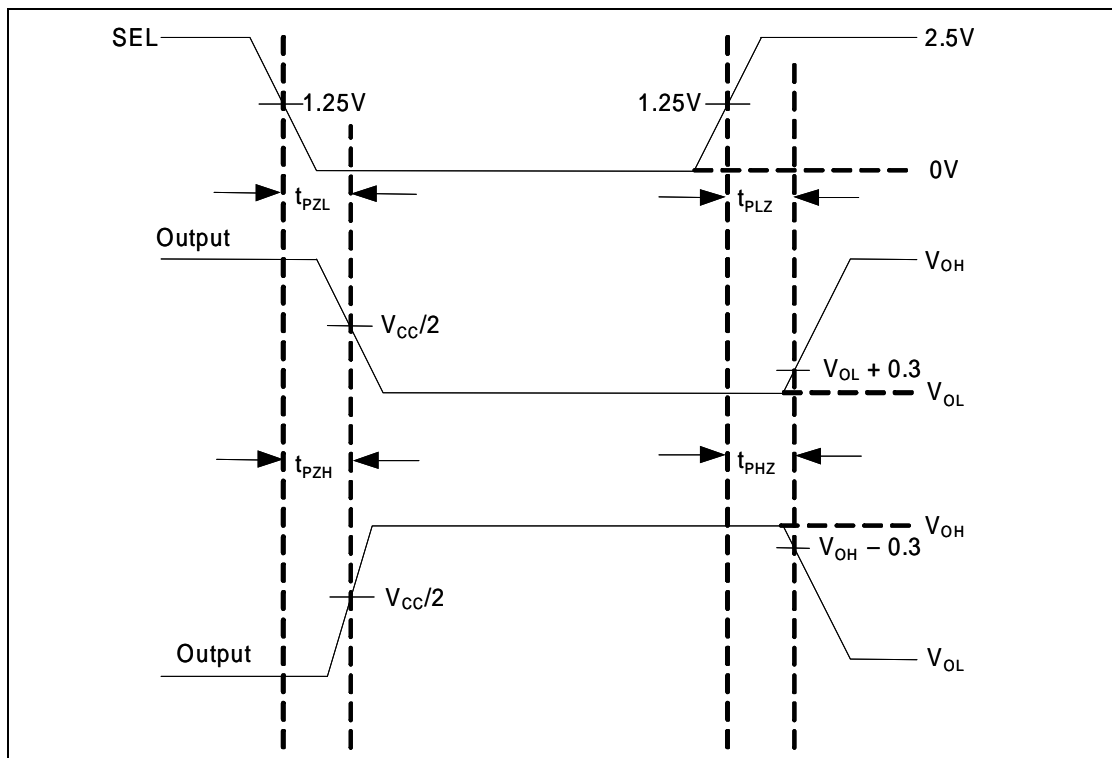 SEL
2.5V
1.25V
1.25V
0V
tPZL
tPLZ
Output
VOH
VCC/2
VOL + 0.3
VOL
tPZH
tPHZ
VOH
VOH – 0.3
VCC/2
Output
VOL